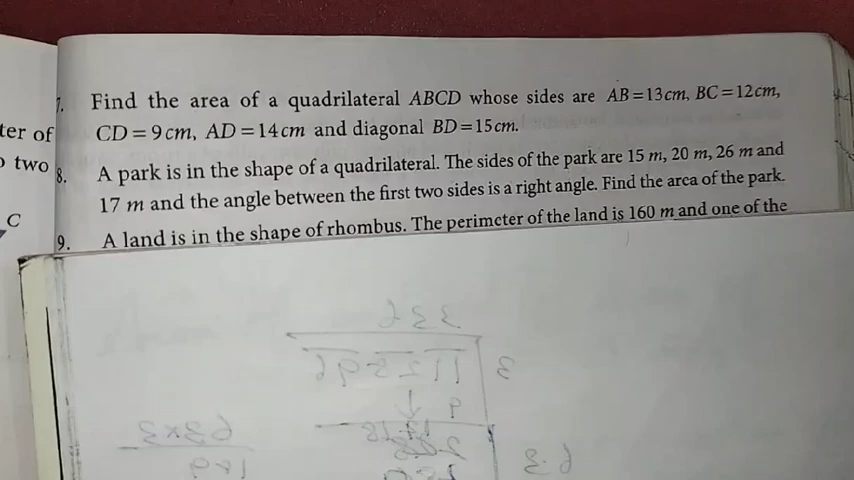 ter of
o two
C
7. Find the area of a quadrilateral ABCD whose sides are AB=13cm, BC=12cm,
CD=9cm, AD=14cm and diagonal BD=15cm.
8. A park is in the shape of a quadrilateral. The sides of the park are 15 m, 20 m, 26 m and
17 m and the angle between the first two sides is a right angle. Find the area of the park.
9. A land is in the shape of rhombus. The perimeter of the land is 160 m and one of the